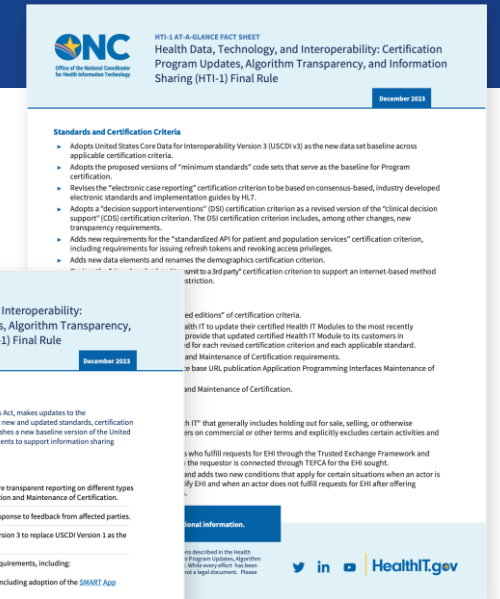 ONC
Office of the National Coordinator
for Health Information Technology
HTI-1 AT-A-GLANCE FACT SHEET
Health Data, Technology, and Interoperability: Certification
Program Updates, Algorithm Transparency, and Information
Sharing (HTI-1) Final Rule
December 2023
Standards and Certification Criteria
Adopts United States Core Data for Interoperability Version 3 (USCDI v3) as the new data set baseline across
applicable certification criteria.
Adopts the proposed versions of "minimum standards" code sets that serve as the baseline for Program
certification.
Revises the "electronic case reporting" certification criterion to be based on consensus-based, industry developed
electronic standards and implementation guides by HL7.
Adopts a "decision support interventions" (DSI) certification criterion as a revised version of the "clinical decision
support" (CDS) certification criterion. The DSI certification criterion includes, among other changes, new
transparency requirements.
Adds new requirements for the "standardized API for patient and population services" certification criterion,
including requirements for issuing refresh tokens and revoking access privileges.
Adds new data elements and renames the demographics certification criterion.
to a 3rd party" certification criterion to support an internet-based method
ed editions" of certification criteria.
alth IT to update their certified Health IT Modules to the most recently
provide that updated certified Health IT Module to its customers in
ed for each revised certification criterion and each applicable standard.
and Maintenance of Certification requirements.
base URL publication Application Programming Interfaces Maintenance of
and Maintenance of Certification.
h IT" that generally includes holding out for sale, selling, or otherwise
ers on commercial or other terms and explicitly excludes certain activities and
who fulfill requests for EHI through the Trusted Exchange Framework and
the requestor is connected through TEFCA for the EHI sought.
and adds two new conditions that apply for certain situations when an actor is
ify EHI and when an actor does not fulfill requests for EHI after offering
ional information.
ns described in the Health
n Program Updates, Algorithm
. While every effort has been
not a legal document. Please
HealthIT.gov
Interoperability:
s, Algorithm Transparency,
-1) Final Rule
December 2023
s Act, makes updates to the
new and updated standards, certification
shes a new baseline version of the United
ents to support information sharing
re transparent reporting on different types
tion and Maintenance of Certification.
sponse to feedback from affected parties.
rsion 3 to replace USCDI Version 1 as the
quirements, including:
ncluding adoption of the SMART App